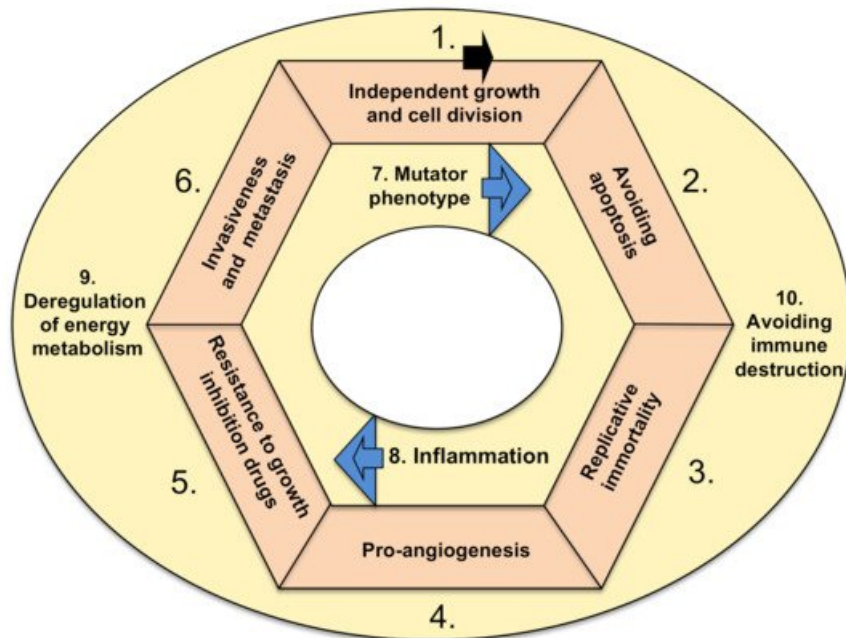 1.
Independent growth
and cell division
2.
Avoiding
apoptosis
3.
Replicative
immortality
4.
Pro-angiogenesis
5.
Resistance to growth
inhibition drugs
6.
Invasiveness
and metastasis
7. Mutator
phenotype
8. Inflammation
9.
Deregulation
of energy
metabolism
10.
Avoiding
immune
destruction